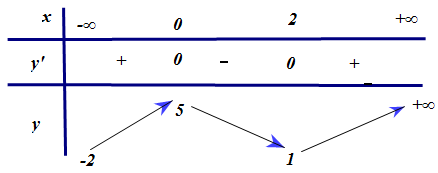 x -∞ 0 2 +∞
y' + 0 – 0 +
y 5 +∞
-2 1